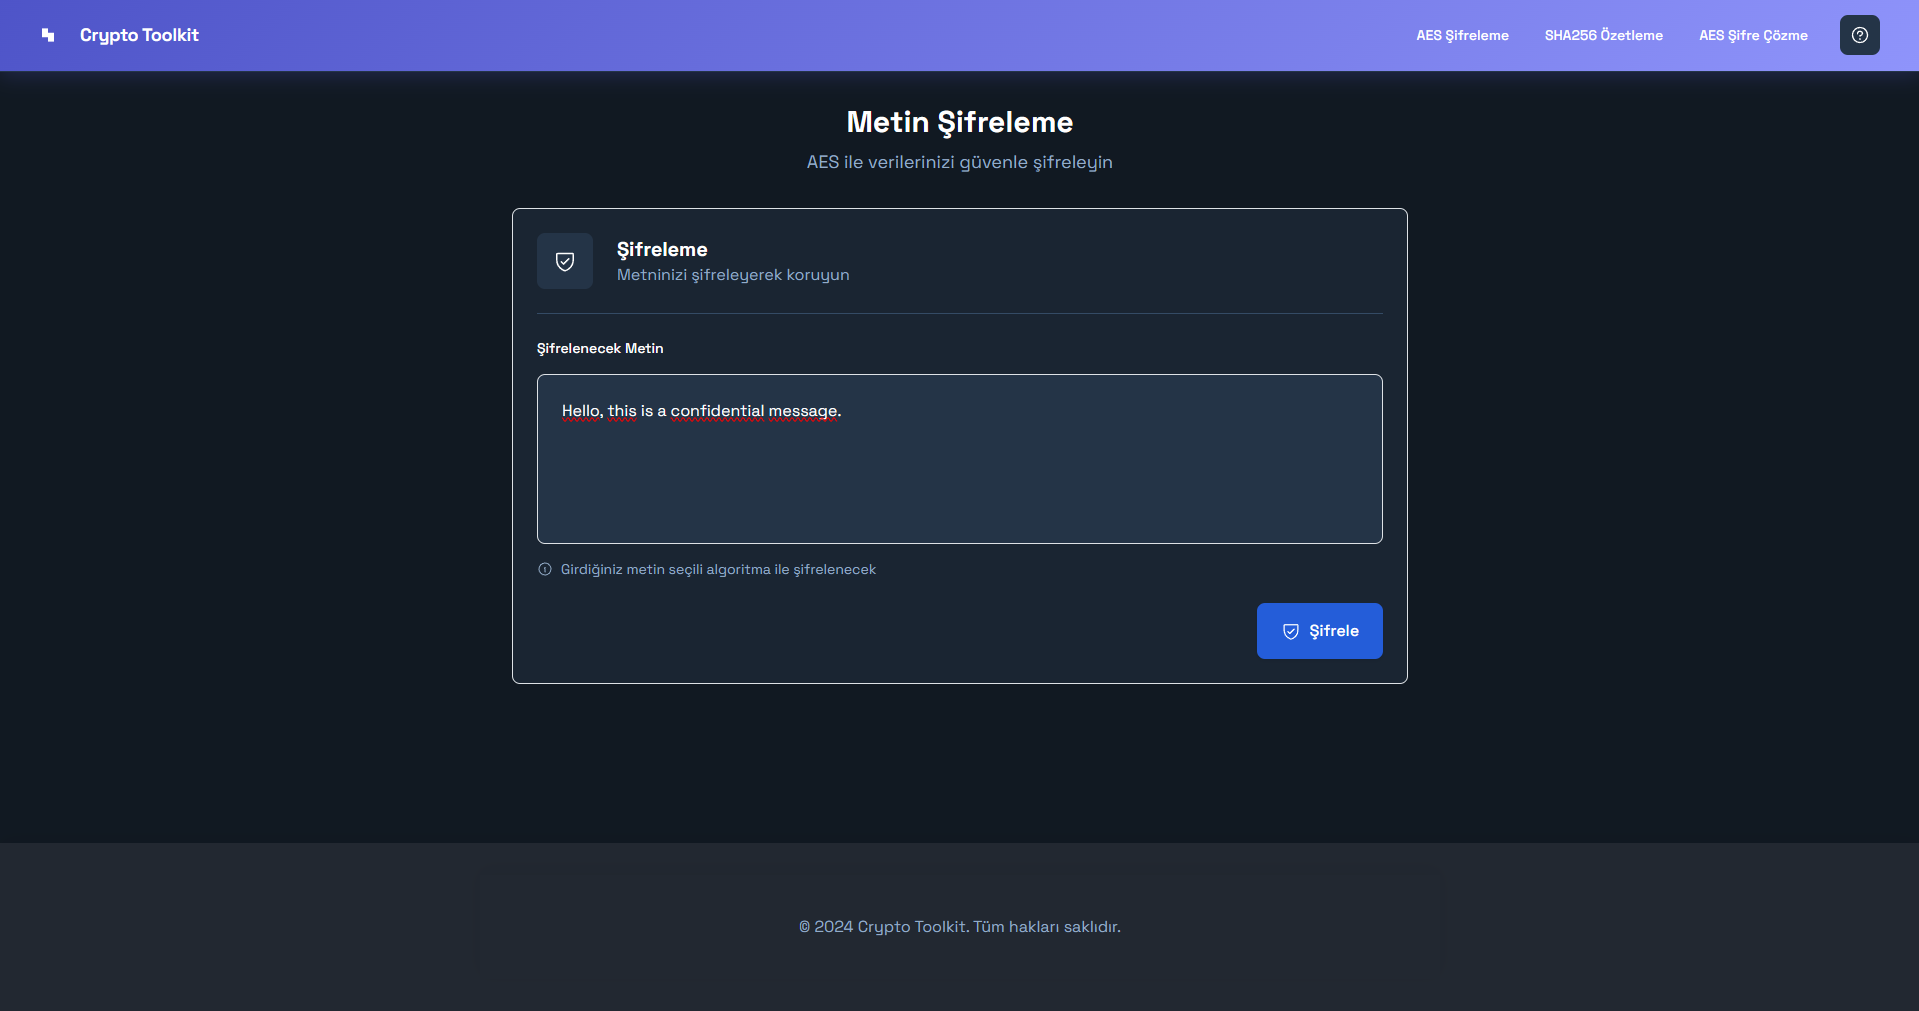 Crypto Toolkit
AES Şifreleme
SHA256 Özetleme
AES Şifre Çözme
Metin Şifreleme
AES ile verilerinizi güvenle şifreleyin
Şifreleme
Metninizi şifreleyerek koruyun
Şifrelenecek Metin
Hello, this is a confidential message.
Girdiğiniz metin seçili algoritma ile şifrelenecek
Şifrele
© 2024 Crypto Toolkit. Tüm hakları saklıdır.